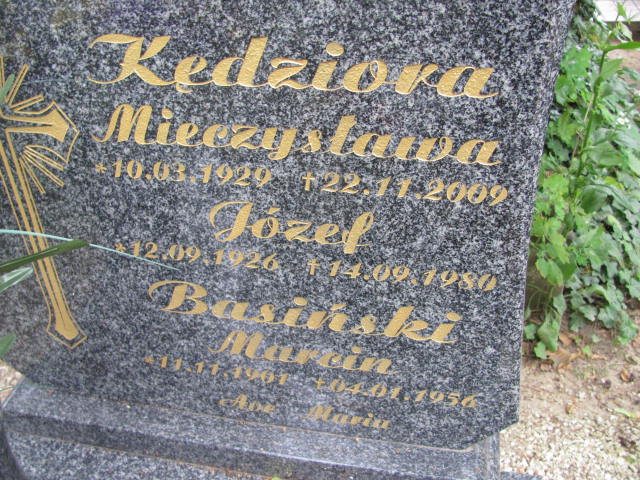 Kędziora
Mieczysława
*10.03.1929 †22.11.2009
Józef
*12.09.1926 †14.09.1980
Basiński
Marcin
*11.11.1901 †04.01.1956
Ave Maria